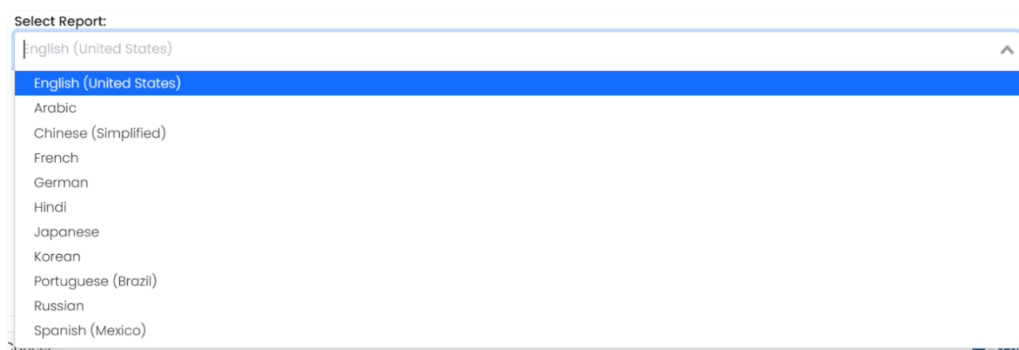 Select Report:
English (United States)
English (United States)
Arabic
Chinese (Simplified)
French
German
Hindi
Japanese
Korean
Portuguese (Brazil)
Russian
Spanish (Mexico)